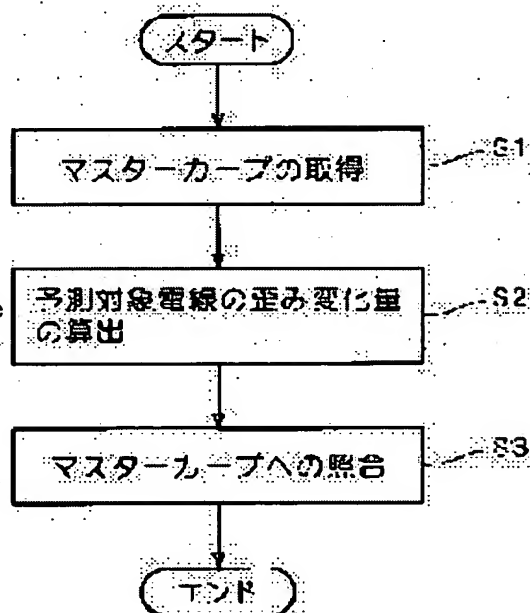 スタート
マスターカーブの取得
S1
予測対象電線の歪み変化量
の算出
S2
マスターカーブへの照合
S3
エンド